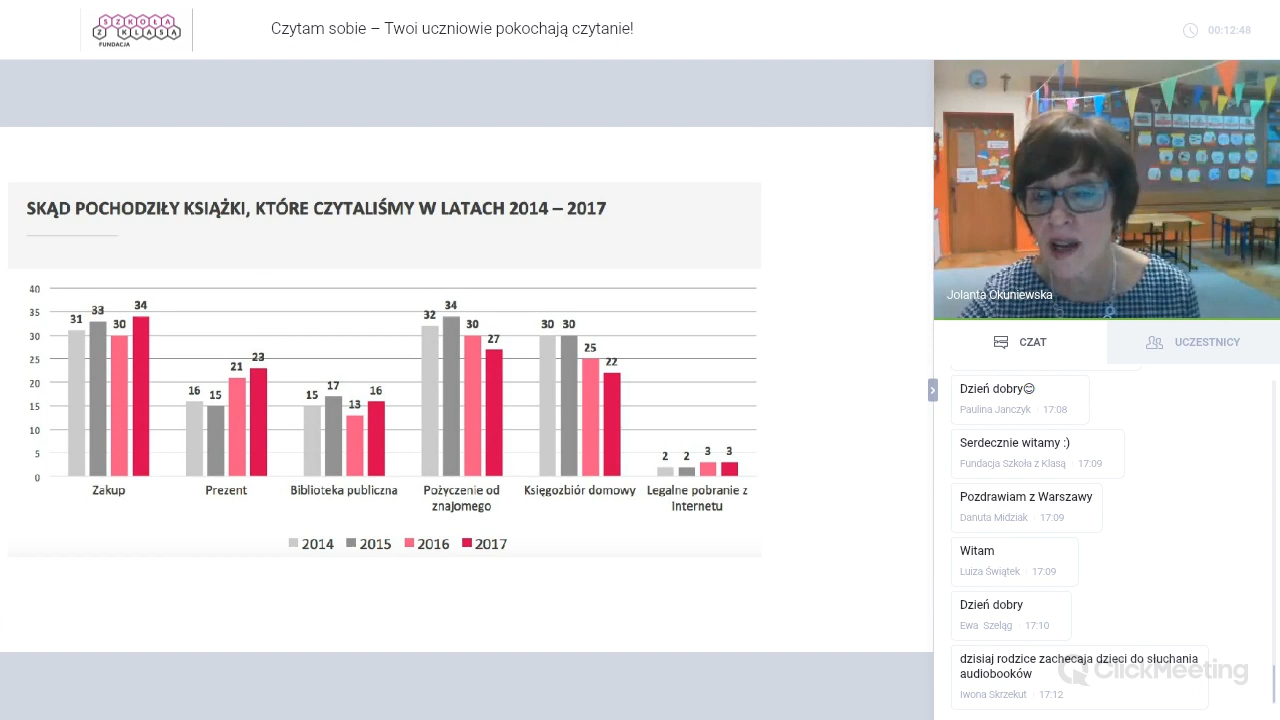 SZKOŁA
Z KLASĄ
FUNDACJA
Czytam sobie – Twoi uczniowie pokochają czytanie!
00:12:48
SKĄD POCHODZIŁY KSIĄŻKI, KTÓRE CZYTALIŚMY W LATACH 2014 – 2017
40
35
30
25
20
15
10
5
0
31 33 30 34
16 15 21 23
15 17 13 16
32 34 30 27
30 30 25 22
2 2 3 3
Zakup
Prezent
Biblioteka publiczna
Pożyczenie od
znajomego
Księgozbiór domowy
Legalne pobranie z
Internetu
2014 2015 2016 2017
Jolanta Okuniewska
CZAT
UCZESTNICY
Dzień dobry😊
Paulina Janczyk · 17:08
Serdecznie witamy :)
Fundacja Szkoła z Klasą · 17:09
Pozdrawiam z Warszawy
Danuta Midziak · 17:09
Witam
Luiza Świątek · 17:09
Dzień dobry
Ewa Szeląg · 17:10
dzisiaj rodzice zachecaja dzieci do słuchania
audiobooków
Iwona Skrzekut · 17:12
ClickMeeting